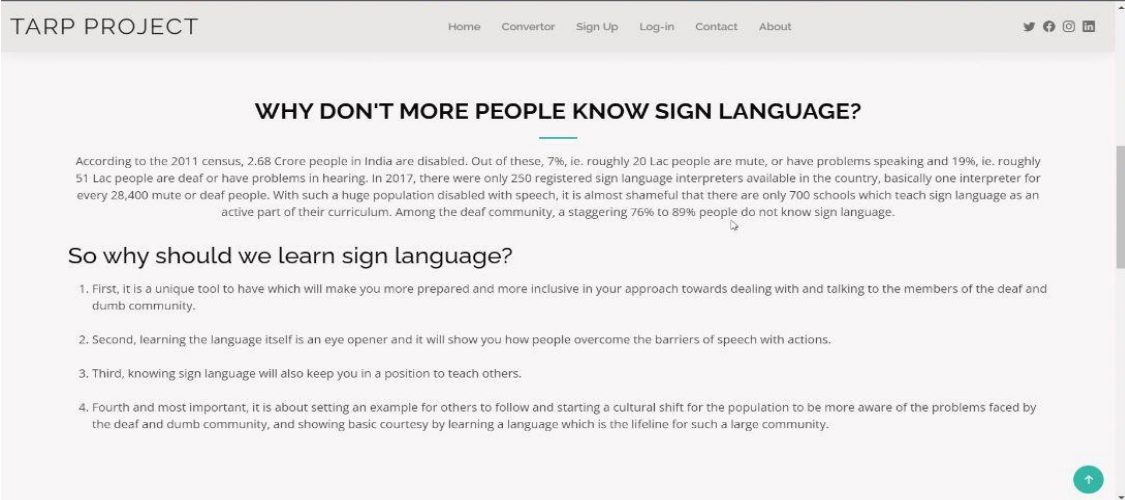 TARP PROJECT
Home Convertor Sign Up Log-in Contact About
WHY DON'T MORE PEOPLE KNOW SIGN LANGUAGE?
According to the 2011 census, 2.68 Crore people in India are disabled. Out of these, 7%, ie. roughly 20 Lac people are mute, or have problems speaking and 19%, ie. roughly
51 Lac people are deaf or have problems in hearing. In 2017, there were only 250 registered sign language interpreters available in the country, basically one interpreter for
every 28,400 mute or deaf people. With such a huge population disabled with speech, it is almost shameful that there are only 700 schools which teach sign language as an
active part of their curriculum. Among the deaf community, a staggering 76% to 89% people do not know sign language.
So why should we learn sign language?
1. First, it is a unique tool to have which will make you more prepared and more inclusive in your approach towards dealing with and talking to the members of the deaf and
dumb community.
2. Second, learning the language itself is an eye opener and it will show you how people overcome the barriers of speech with actions.
3. Third, knowing sign language will also keep you in a position to teach others.
4. Fourth and most important, it is about setting an example for others to follow and starting a cultural shift for the population to be more aware of the problems faced by
the deaf and dumb community, and showing basic courtesy by learning a language which is the lifeline for such a large community.